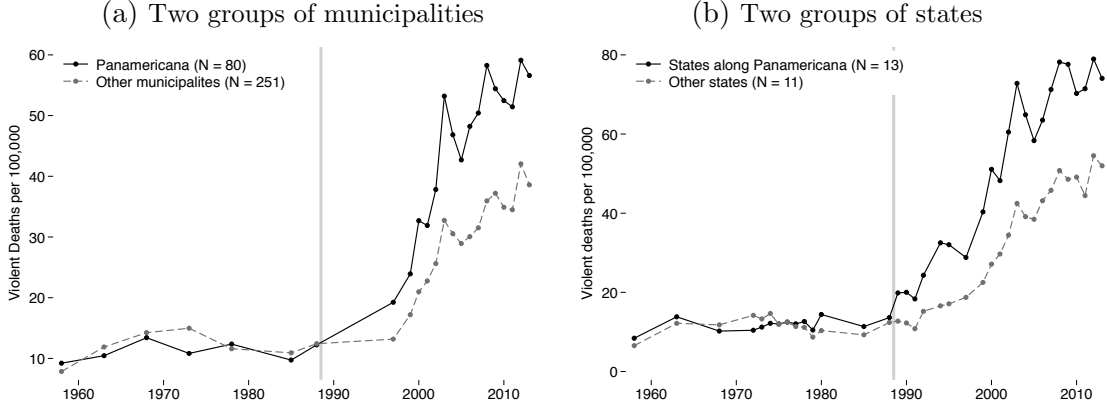 (a) Two groups of municipalities
Violent Deaths per 100,000
60
50
40
30
20
10
Panamericana (N = 80)
Other municipalites (N = 251)
1960 1970 1980 1990 2000 2010
(b) Two groups of states
Violent deaths per 100,000
80
60
40
20
0
States along Panamericana (N = 13)
Other states (N = 11)
1960 1970 1980 1990 2000 2010